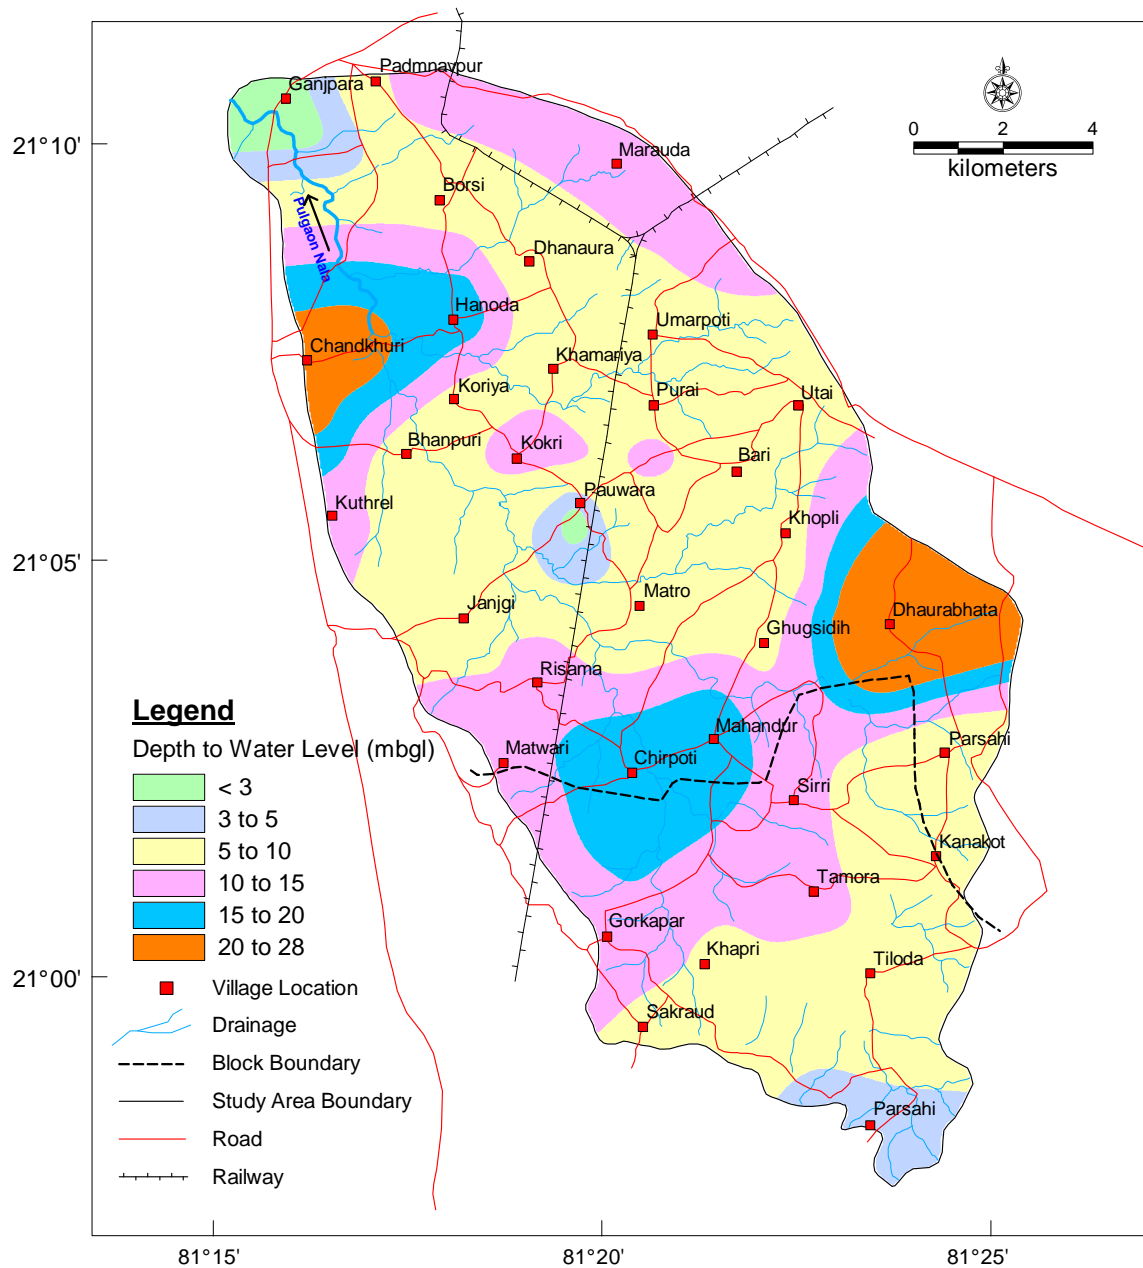 Padmnavpur
Ganjpara
0 2 4
kilometers
21°10'
Marauda
Borsi
Pulgaon Nala
Dhanaura
Hanoda
Umarpoti
Chandkhuri
Khamariya
Koriya
Purai
Utai
Bhanpuri
Kokri
Bari
Pauwara
Kuthrel
Khopli
21°05'
Janjgi
Matro
Dhaurabhata
Ghugsidih
Risama
Legend
Mahandur
Parsahi
Depth to Water Level (mbgl)
Matwari
Chirpoti
< 3
Sirri
3 to 5
5 to 10
Kanakot
10 to 15
Tamora
15 to 20
Gorkapar
20 to 28
Khapri
Tiloda
21°00'
Village Location
Sakraud
Drainage
Block Boundary
Study Area Boundary
Parsahi
Road
Railway
81°15' 81°20' 81°25'